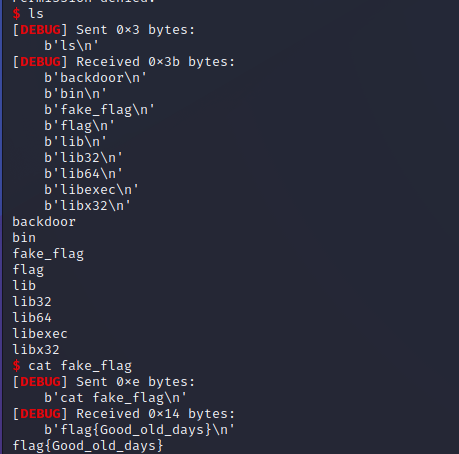 Permission denied.
$ ls
[DEBUG] Sent 0×3 bytes:
    b'ls\n'
[DEBUG] Received 0×3b bytes:
    b'backdoor\n'
    b'bin\n'
    b'fake_flag\n'
    b'flag\n'
    b'lib\n'
    b'lib32\n'
    b'lib64\n'
    b'libexec\n'
    b'libx32\n'
backdoor
bin
fake_flag
flag
lib
lib32
lib64
libexec
libx32
$ cat fake_flag
[DEBUG] Sent 0×e bytes:
    b'cat fake_flag\n'
[DEBUG] Received 0×14 bytes:
    b'flag{Good_old_days}\n'
flag{Good_old_days}